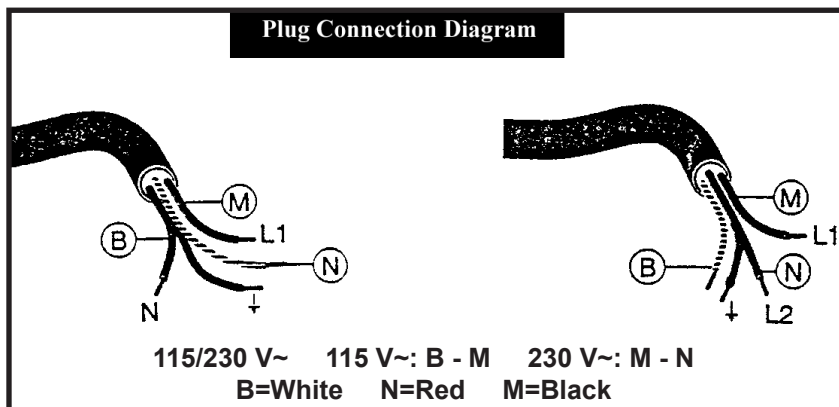 Plug Connection Diagram
M
L1
B
N
N
M
L1
B
N
L2
115/230 V~ 115 V~: B - M 230 V~: M - N
B=White N=Red M=Black